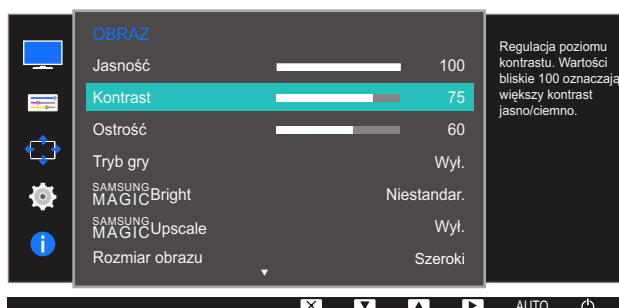 OBRAZ
Jasność 100
Kontrast 75
Ostrość 60
Tryb gry Wył.
SAMSUNG MAGIC Bright Niestandar.
SAMSUNG MAGIC Upscale Wył.
Rozmiar obrazu Szeroki
Regulacja poziomu
kontrastu. Wartości
bliskie 100 oznaczają
większy kontrast
jasno/ciemno.
AUTO